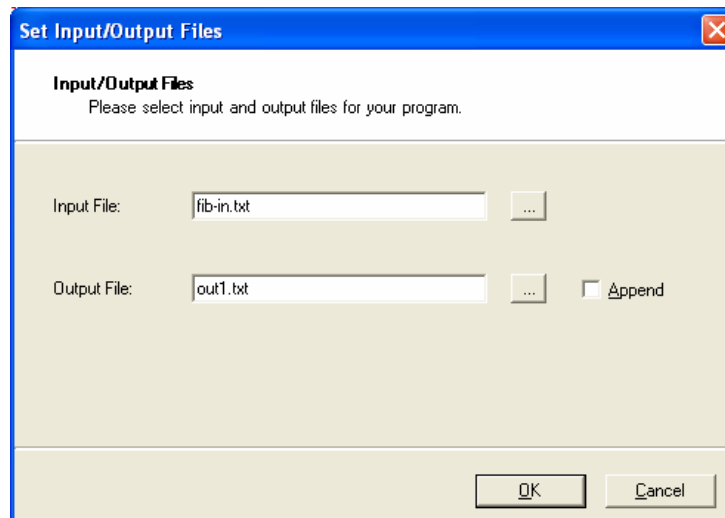 Set Input/Output Files
Input/Output Files
Please select input and output files for your program.
Input File:
fib-in.txt
...
Output File:
out1.txt
...
Append
OK
Cancel